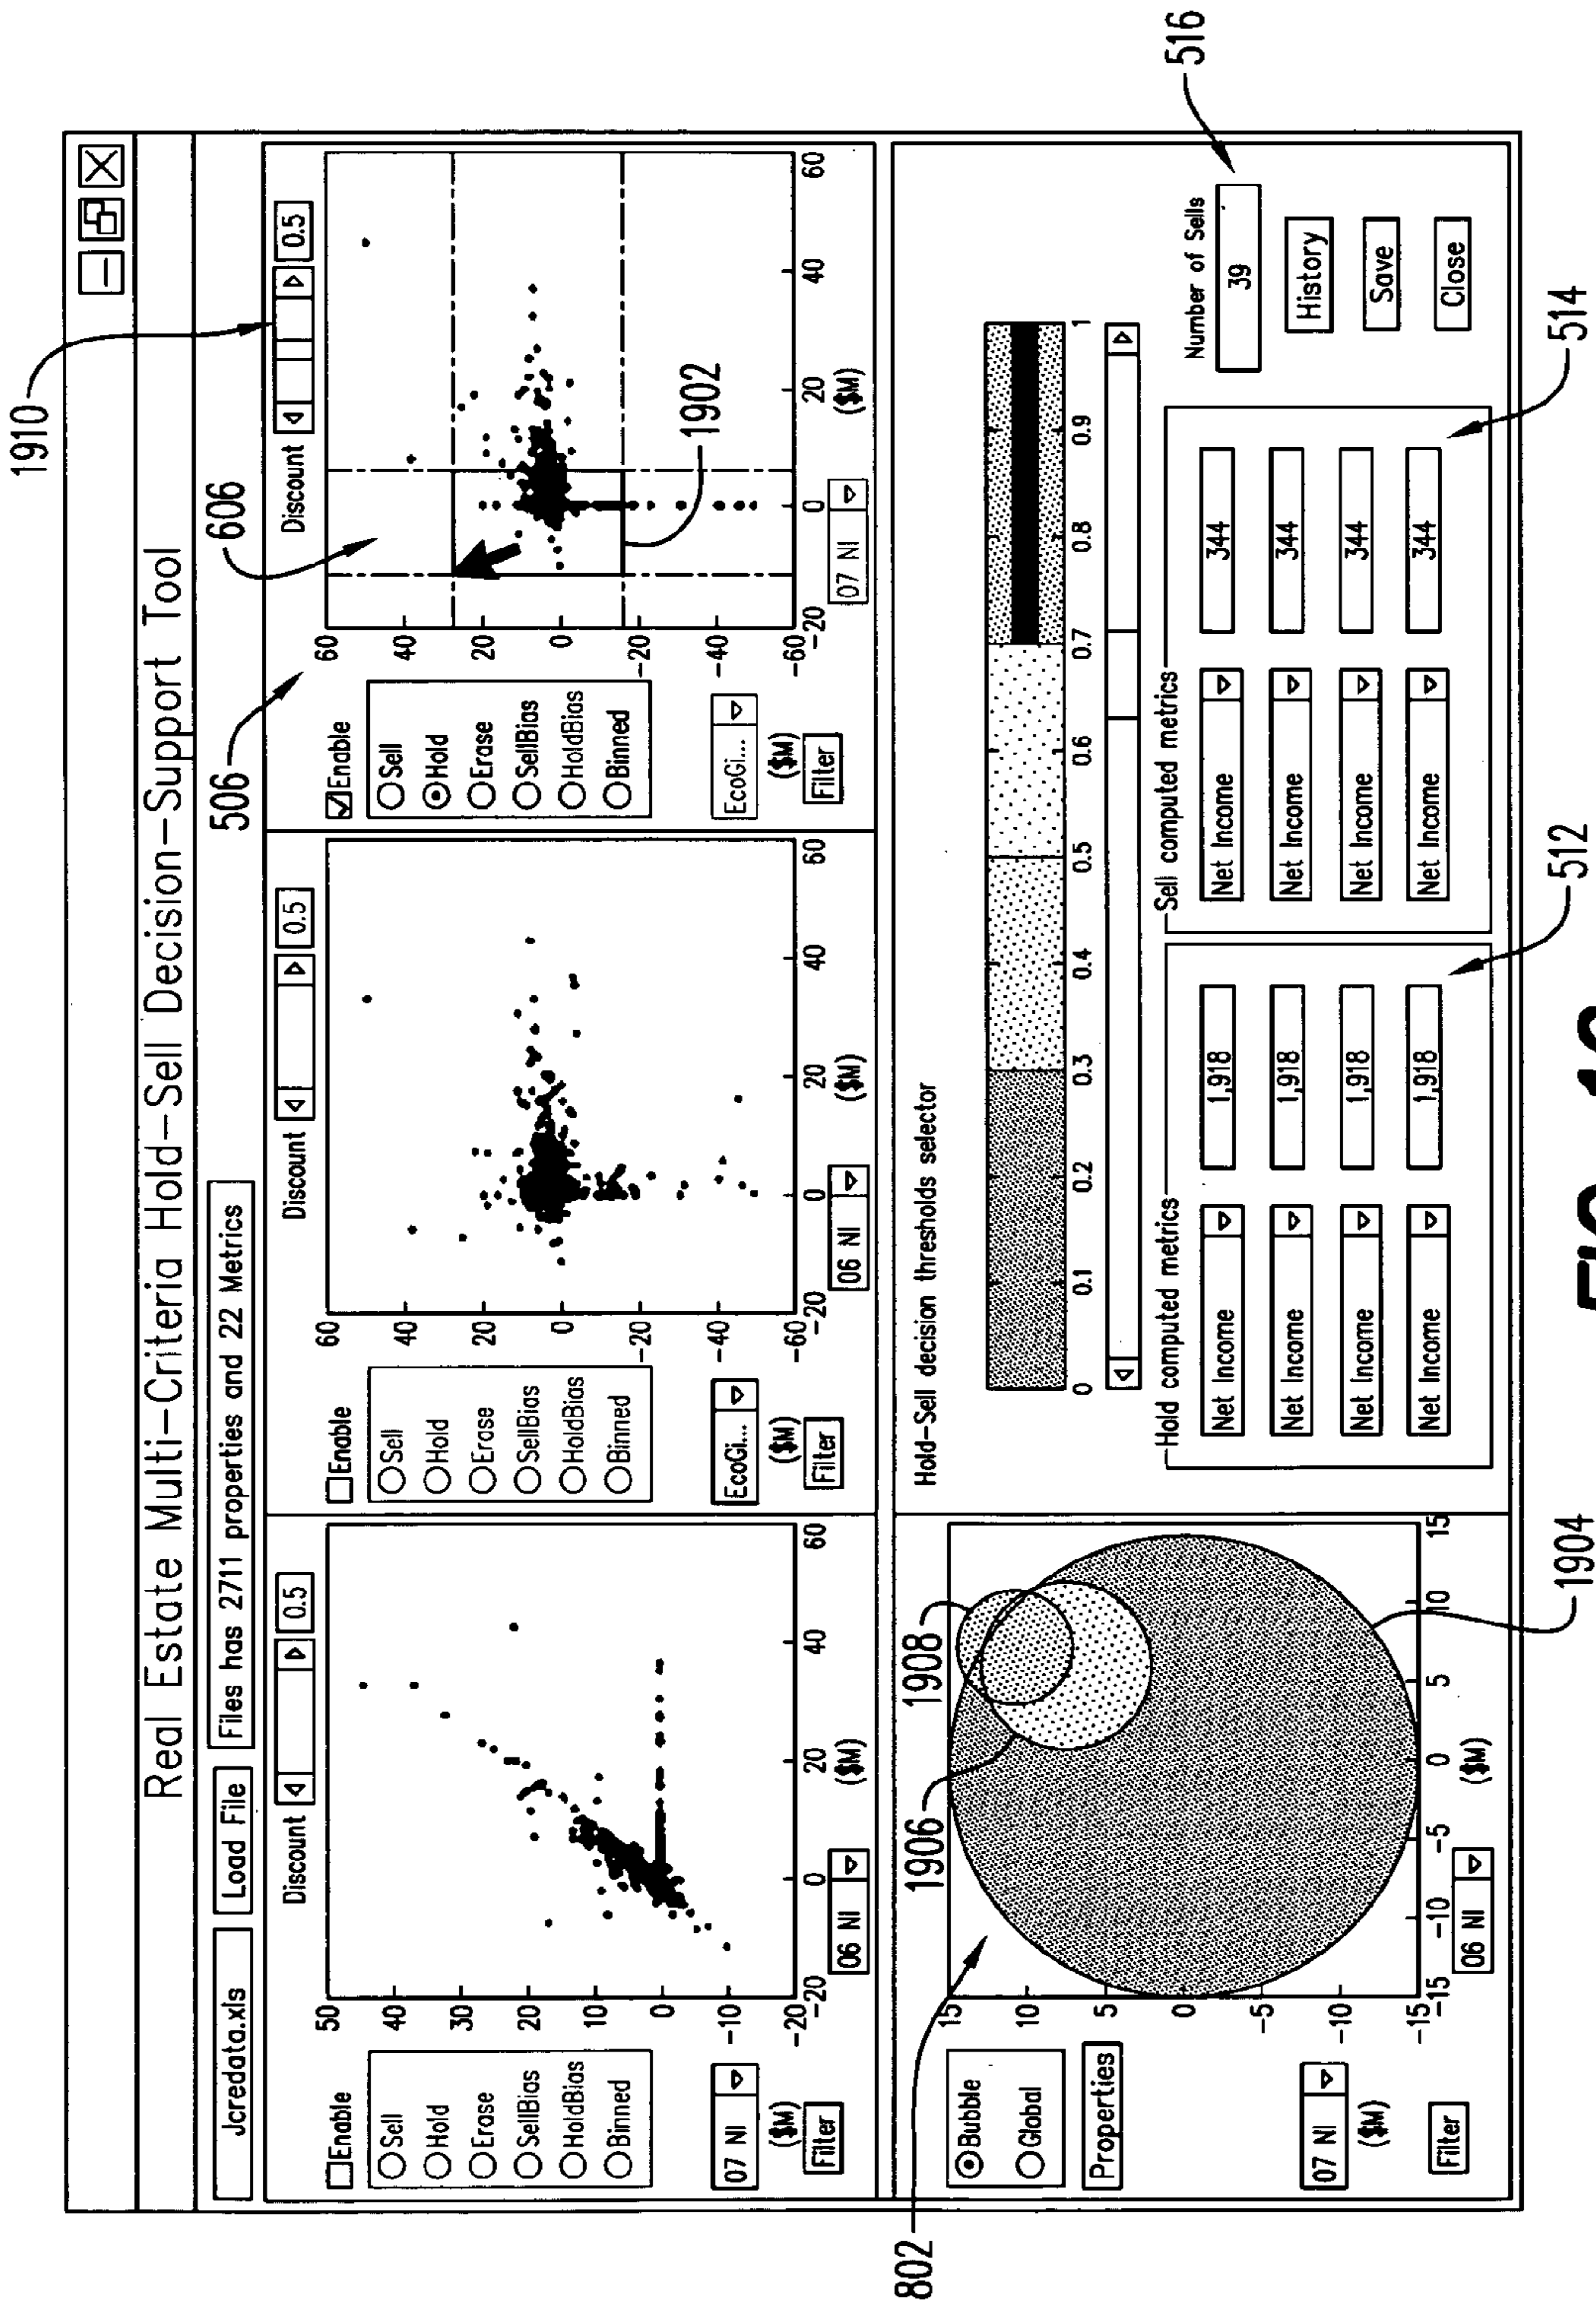 Real Estate Multi-Criteria Hold-Sell Decision-Support Tool
Jcredata.xls
Load File
Files has 2711 properties and 22 Metrics
Discount
0.5
Enable
Sell
Hold
Erase
SellBias
HoldBias
Binned
07 NI
($M)
Filter
50
40
30
20
10
0
-10
-20
-20
0
20
40
60
06 NI
($M)
Discount
0.5
Enable
Sell
Hold
Erase
SellBias
HoldBias
Binned
EcoGi...
($M)
Filter
60
40
20
0
-20
-40
-60
-20
0
20
40
60
06 NI
($M)
506
606
1910
Discount
0.5
Enable
Sell
Hold
Erase
SellBias
HoldBias
Binned
EcoGi...
($M)
Filter
60
40
20
0
-20
-40
-60
-20
0
20
40
60
07 NI
($M)
1902
802
Bubble
Global
Properties
07 NI
($M)
Filter
15
10
5
0
-5
-10
-15
-15
-10
-5
0
5
10
15
06 NI
($M)
1906
1908
1904
Hold-Sell decision thresholds selector
0
0.1
0.2
0.3
0.4
0.5
0.6
0.7
0.8
0.9
1
Hold computed metrics
Net Income 1,918
Net Income 1,918
Net Income 1,918
Net Income 1,918
512
Sell computed metrics
Net Income 344
Net Income 344
Net Income 344
Net Income 344
514
Number of Sells
39
516
History
Save
Close